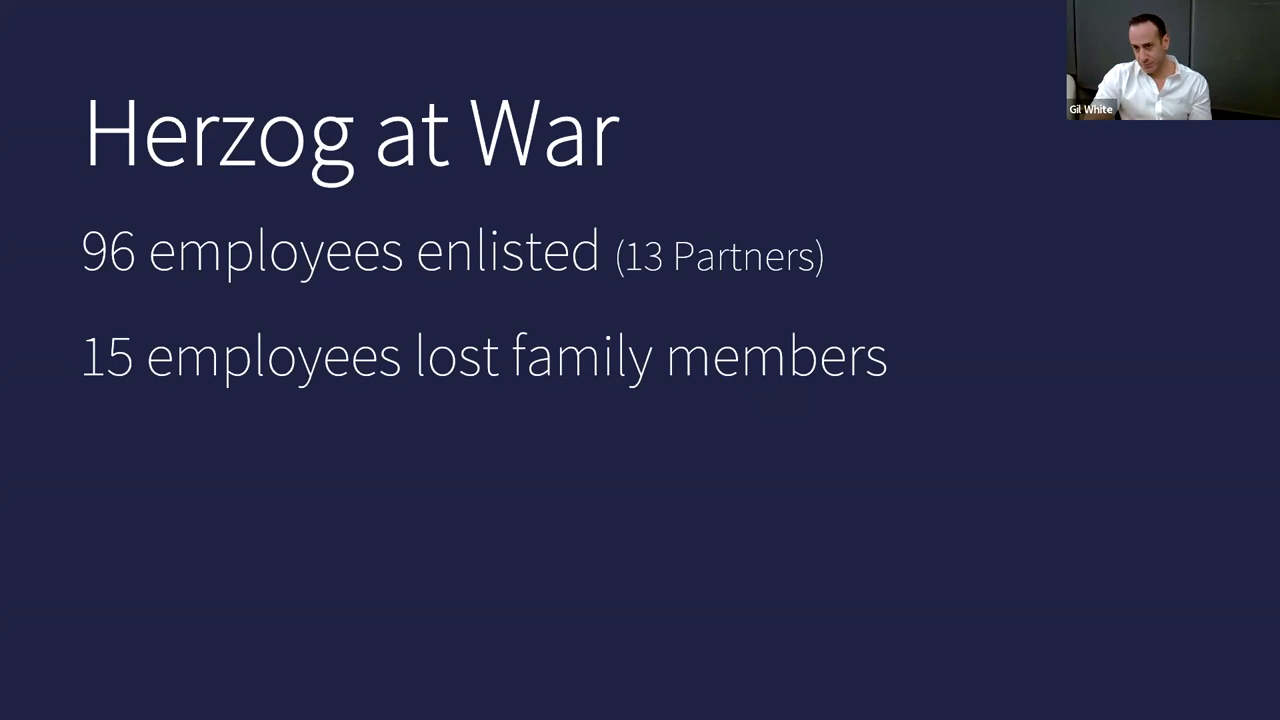 Herzog at War
96 employees enlisted (13 Partners)
15 employees lost family members
Gil White